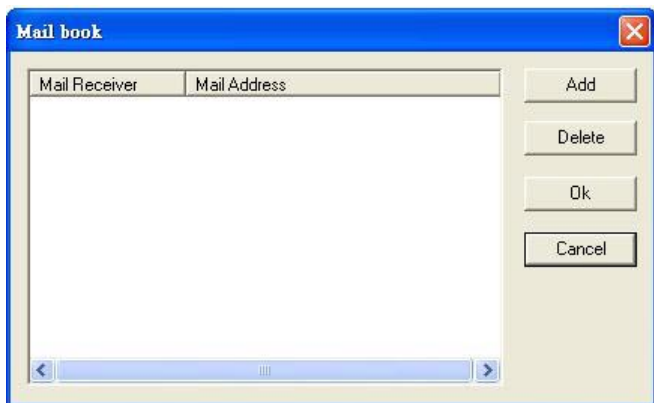 Mail book
Mail Receiver Mail Address
Add
Delete
Ok
Cancel